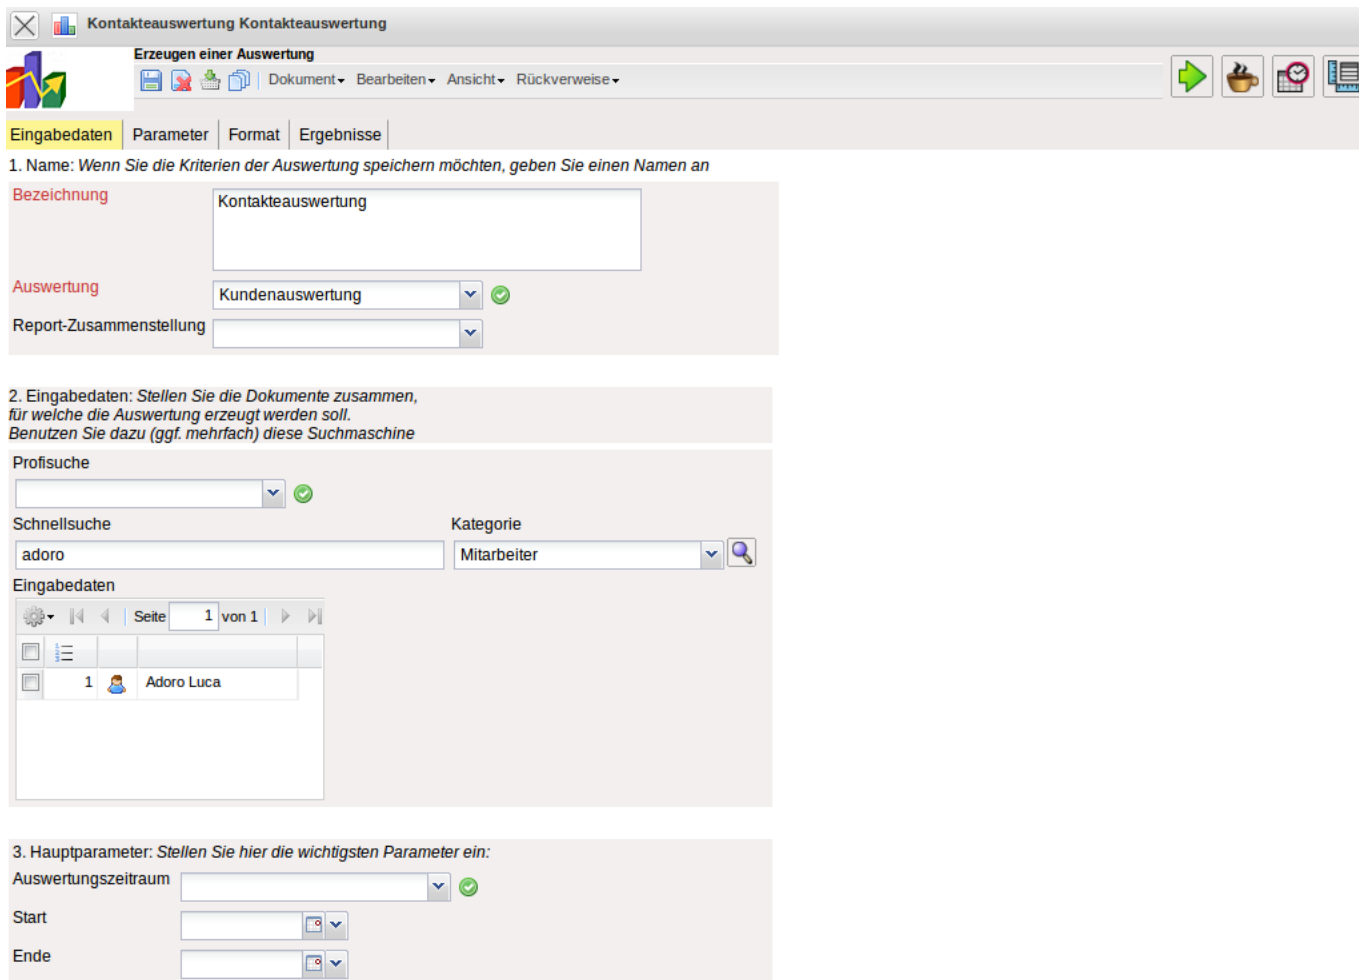 Kontakteauswertung Kontakteauswertung
Erzeugen einer Auswertung
Dokument Bearbeiten Ansicht Rückverweise
Eingabedaten Parameter Format Ergebnisse
1. Name: Wenn Sie die Kriterien der Auswertung speichern möchten, geben Sie einen Namen an
Bezeichnung Kontakteauswertung
Auswertung Kundenauswertung
Report-Zusammenstellung
2. Eingabedaten: Stellen Sie die Dokumente zusammen,
für welche die Auswertung erzeugt werden soll.
Benutzen Sie dazu (ggf. mehrfach) diese Suchmaschine
Profisuche
Schnellsuche Kategorie
adoro Mitarbeiter
Eingabedaten
Seite 1 von 1
1 Adoro Luca
3. Hauptparameter: Stellen Sie hier die wichtigsten Parameter ein:
Auswertungszeitraum
Start
Ende